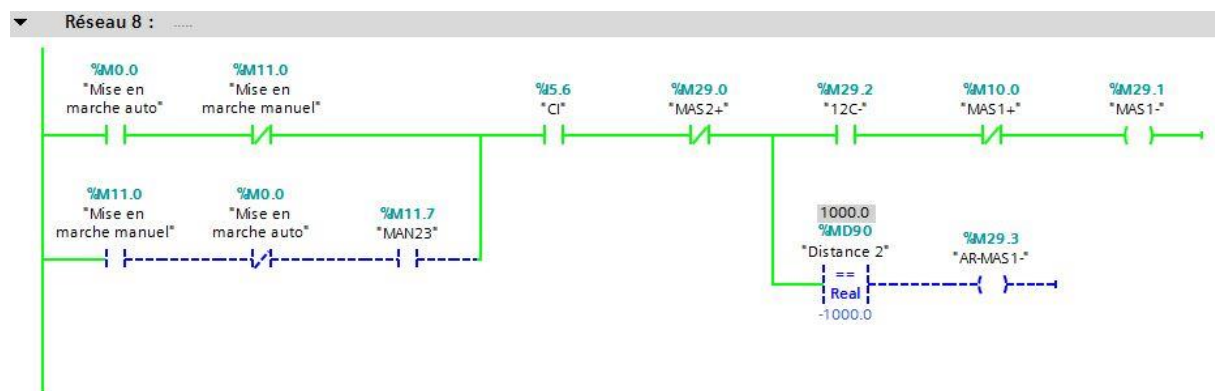 Réseau 8 : .....
%M0.0
"Mise en
marche auto"
%M11.0
"Mise en
marche manuel"
%I5.6
"CI"
%M29.0
"MAS2+"
%M29.2
"12C-"
%M10.0
"MAS1+"
%M29.1
"MAS1-"
%M11.0
"Mise en
marche manuel"
%M0.0
"Mise en
marche auto"
%M11.7
"MAN23"
1000.0
%MD90
"Distance 2"
==
Real
-1000.0
%M29.3
"AR-MAS1-"